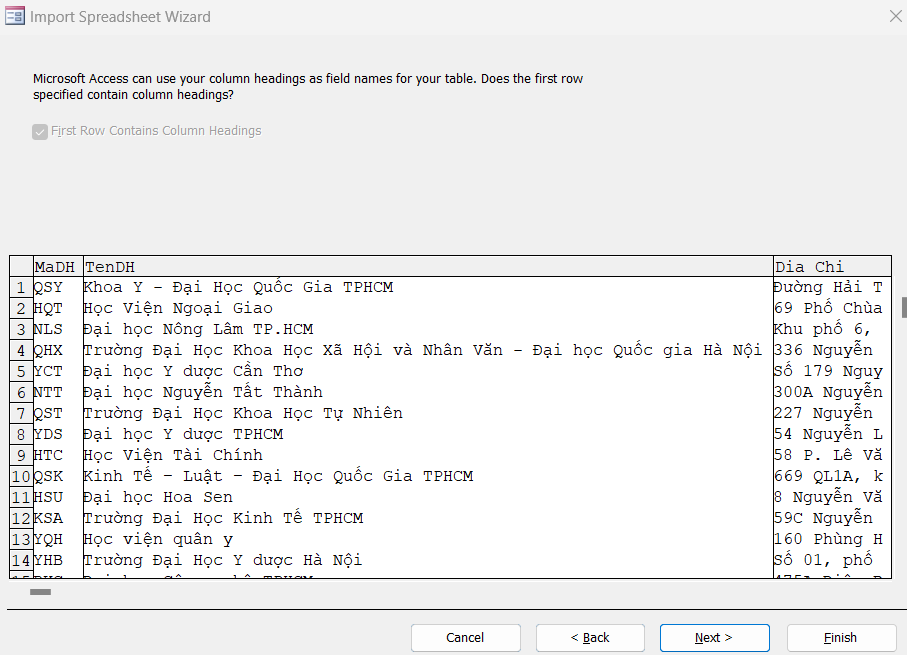 Import Spreadsheet Wizard
Microsoft Access can use your column headings as field names for your table. Does the first row
specified contain column headings?
First Row Contains Column Headings
MaDH TenDH Dia Chi
1 QSY Khoa Y - Đại Học Quốc Gia TPHCM Đường Hải T
2 HQT Học Viện Ngoại Giao 69 Phố Chùa
3 NLS Đại học Nông Lâm TP.HCM Khu phố 6,
4 QHX Trường Đại Học Khoa Học Xã Hội và Nhân Văn - Đại học Quốc gia Hà Nội 336 Nguyễn
5 YCT Đại học Y dược Cần Thơ Số 179 Nguy
6 NTT Đại học Nguyễn Tất Thành 300A Nguyễn
7 QST Trường Đại Học Khoa Học Tự Nhiên 227 Nguyễn
8 YDS Đại học Y dược TPHCM 54 Nguyễn L
9 HTC Học Viện Tài Chính 58 P. Lê Vă
10 QSK Kinh Tế - Luật - Đại Học Quốc Gia TPHCM 669 QL1A, k
11 HSU Đại học Hoa Sen 8 Nguyễn Vă
12 KSA Trường Đại Học Kinh Tế TPHCM 59C Nguyễn
13 YQH Học viện quân y 160 Phùng H
14 YHB Trường Đại Học Y dược Hà Nội Số 01, phố
Cancel < Back Next > Finish